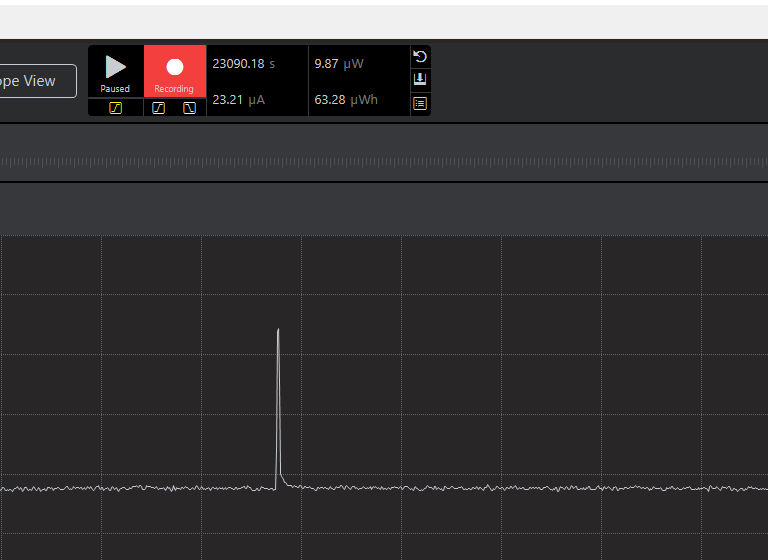 ope View
Paused
Recording
23090.18 s
9.87 µW
23.21 µA
63.28 µWh